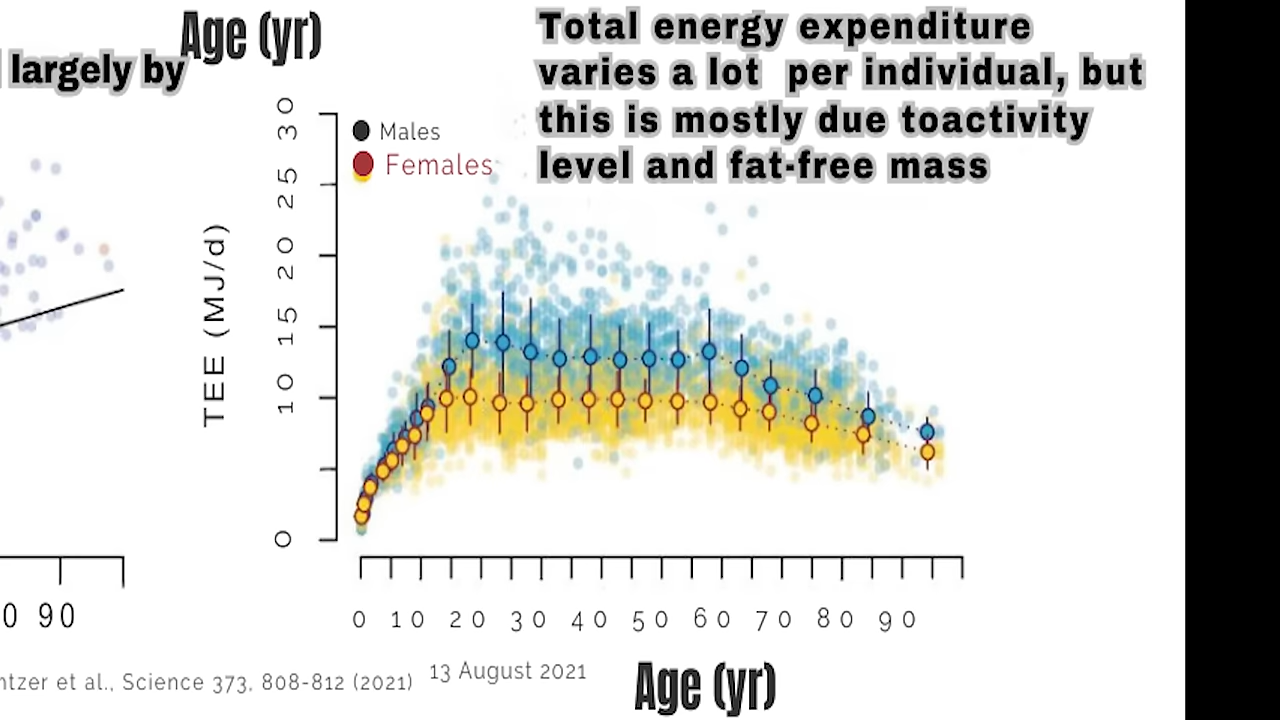 Age (yr)
largely by
Total energy expenditure
varies a lot per individual, but
this is mostly due toactivity
level and fat-free mass
Males
Females
TEE (MJ/d)
30
25
20
15
10
0
0 10 20 30 40 50 60 70 80 90
0 90
ntzer et al., Science 373, 808-812 (2021)
13 August 2021
Age (yr)